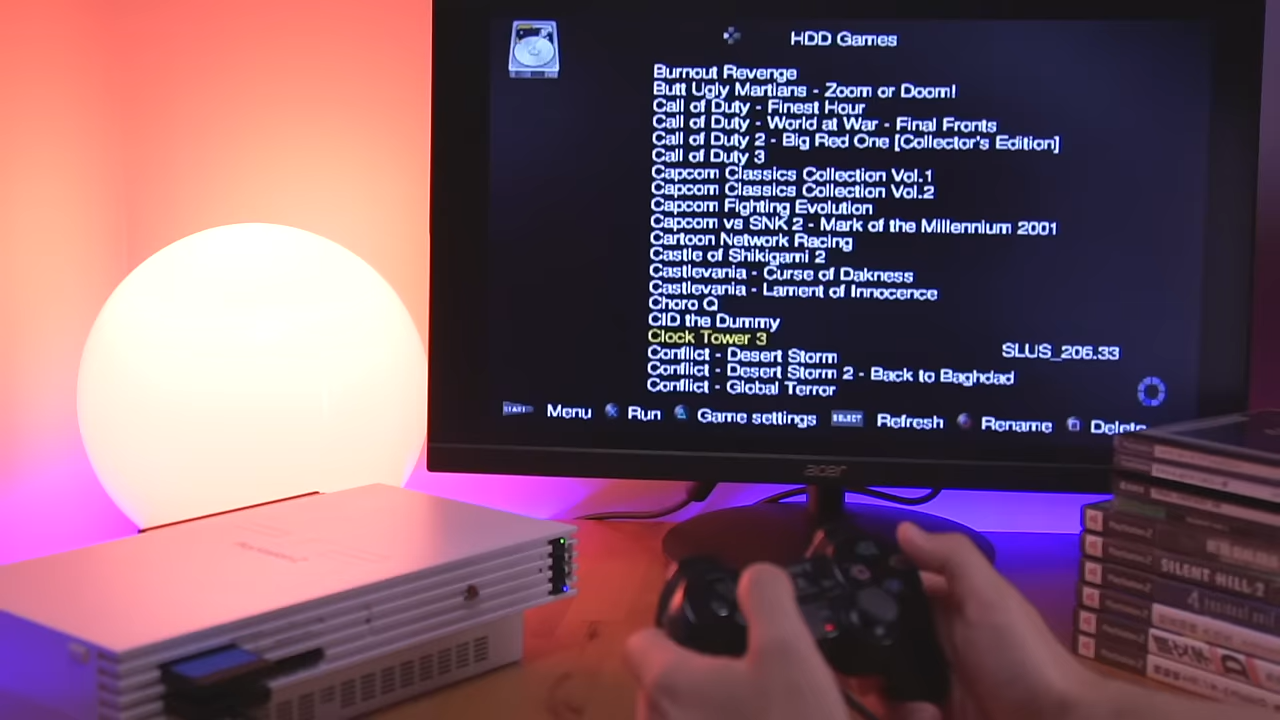 HDD Games
Burnout Revenge
Butt Ugly Martians - Zoom or Doom!
Call of Duty - Finest Hour
Call of Duty - World at War - Final Fronts
Call of Duty 2 - Big Red One [Collector's Edition]
Call of Duty 3
Capcom Classics Collection Vol.1
Capcom Classics Collection Vol.2
Capcom Fighting Evolution
Capcom vs SNK 2 - Mark of the Millennium 2001
Cartoon Network Racing
Castle of Shikigami 2
Castlevania - Curse of Dakness
Castlevania - Lament of Innocence
Choro Q
CID the Dummy
Clock Tower 3
SLUS_206.33
Conflict - Desert Storm
Conflict - Desert Storm 2 - Back to Baghdad
Conflict - Global Terror
START Menu Run Game settings SELECT Refresh Rename Delete
acer
SILENT HILL 2
4